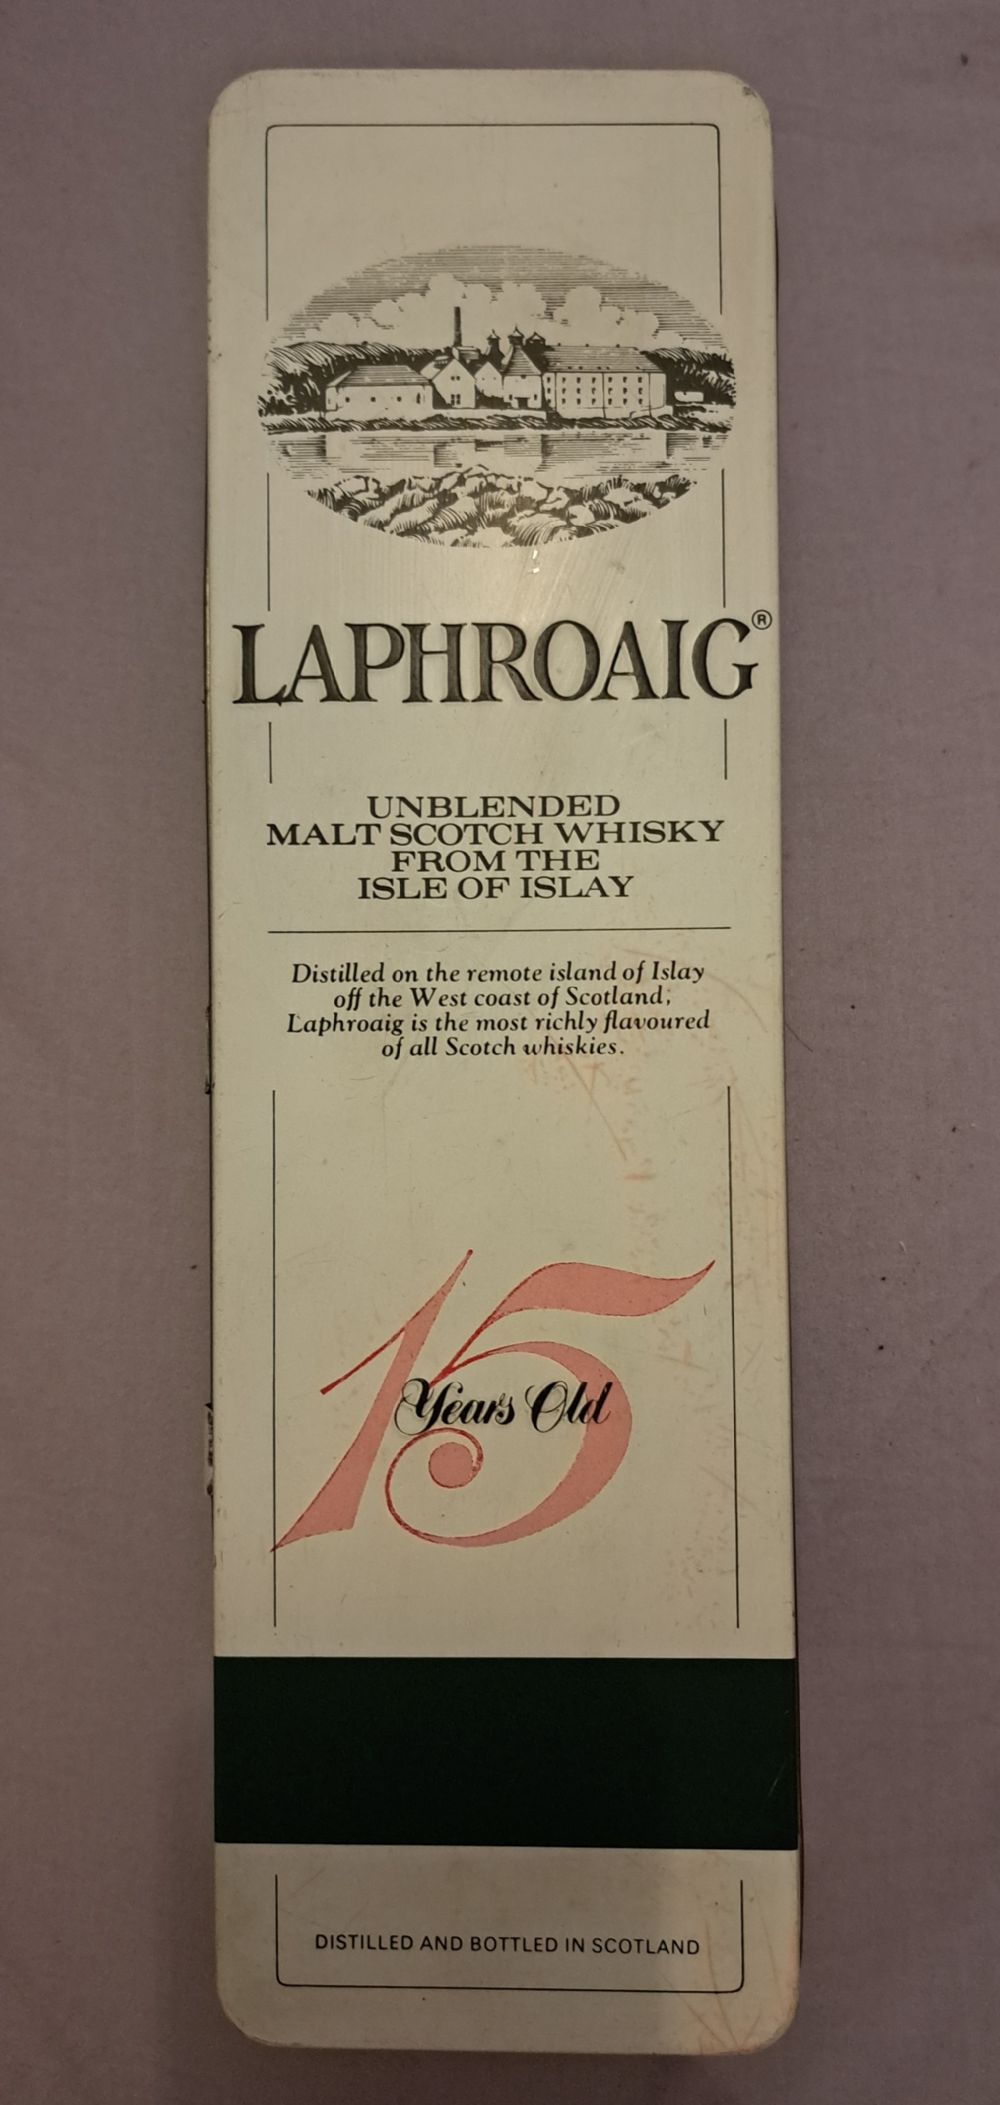 LAPHROAIG®
UNBLENDED
MALT SCOTCH WHISKY
FROM THE
ISLE OF ISLAY
Distilled on the remote island of Islay
off the West coast of Scotland,
Laphroaig is the most richly flavoured
of all Scotch whiskies.
15
Years Old
DISTILLED AND BOTTLED IN SCOTLAND